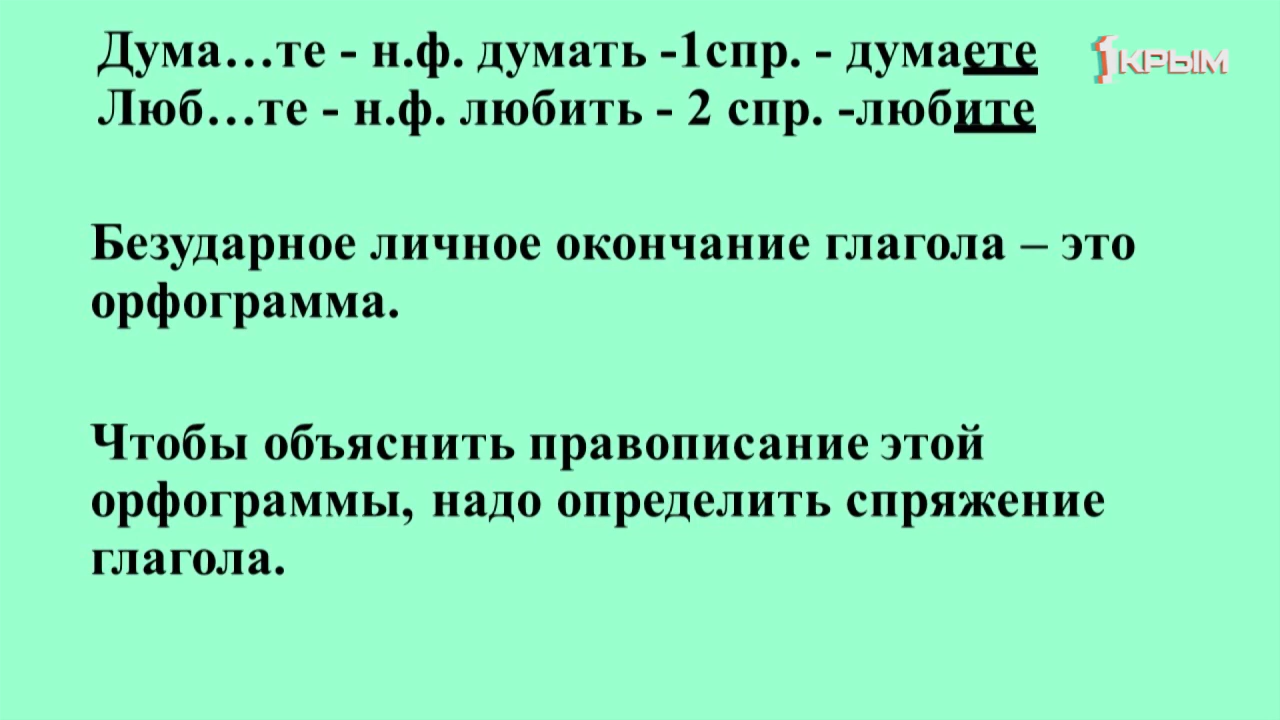 Дума…те - н.ф. думать -1спр. - думаете
Люб…те - н.ф. любить - 2 спр. -любите
1 КРЫМ
Безударное личное окончание глагола – это
орфограмма.
Чтобы объяснить правописание этой
орфограммы, надо определить спряжение
глагола.